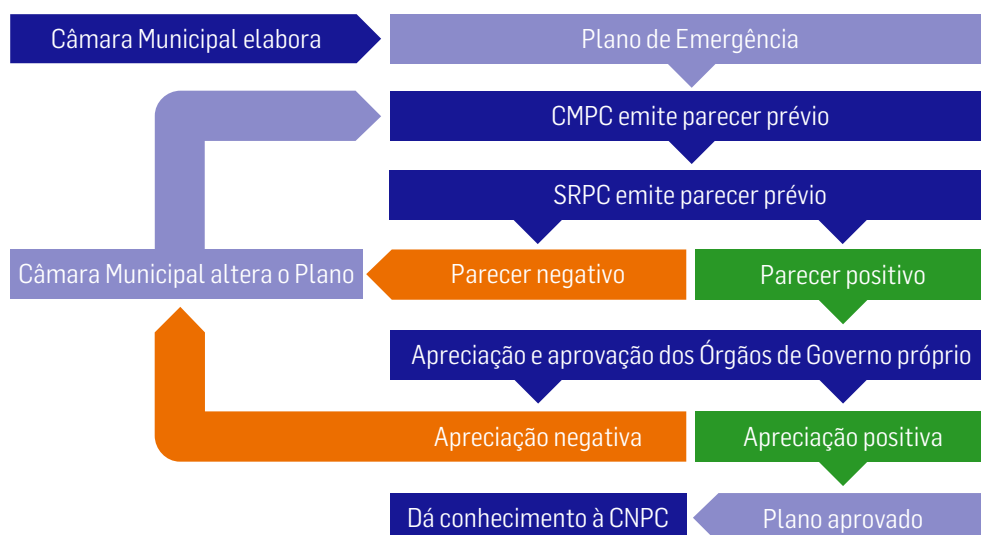 Câmara Municipal elabora
Plano de Emergência
CMPC emite parecer prévio
SRPC emite parecer prévio
Câmara Municipal altera o Plano
Parecer negativo
Parecer positivo
Apreciação e aprovação dos Órgãos de Governo próprio
Apreciação negativa
Apreciação positiva
Dá conhecimento à CNPC
Plano aprovado